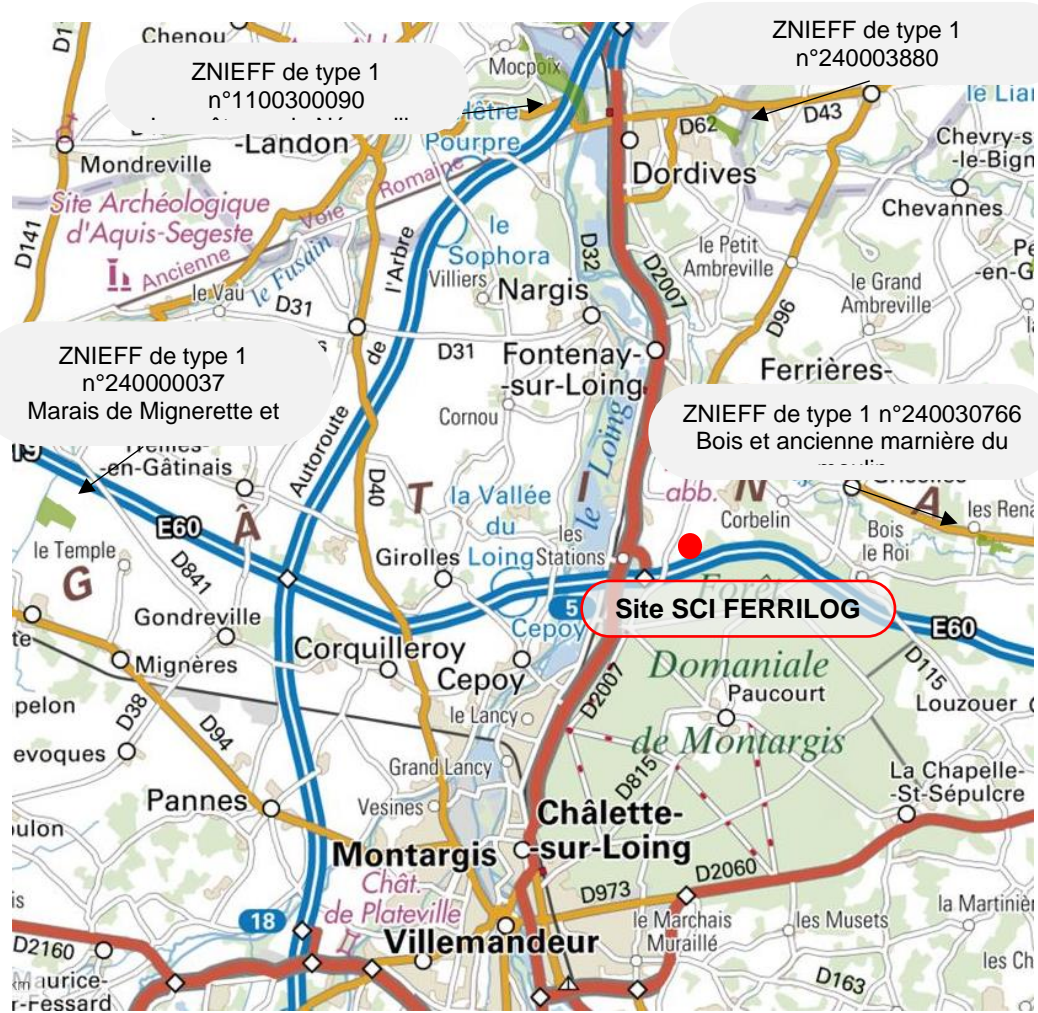 Chenou
ZNIEFF de type 1
n°1100300090
ZNIEFF de type 1
n°240003880
Mocpoix
D43
D62
-Landon
Pourpre
Mondreville
Dordives
Chevry-s
-le-Bign
Site Archéologique
d'Aquis-Segeste
Ancienne
Voie
Romaine
D141
Chevannes
le
Sophora
l'Arbre
de
Autoroute
D32
D2007
le Petit
Ambreville
Villiers
Nargis
le Grand
Ambreville
-en-G
le Vau
le Fusain
D31
D96
ZNIEFF de type 1
n°240000037
Marais de Mignerette et
D31
Fontenay-
-sur-Loing
Ferrières-
Cornou
le Loing
ZNIEFF de type 1 n°240030766
Bois et ancienne marnière du
-en-Gâtinais
D40
abb.
G
Â
T
I
N
A
la Vallée
du
Loing
Corbelin
Bois
le Roi
les Rena
E60
le Temple
D841
Girolles
les
Stations
5
Forêt
Site SCI FERRILOG
Gondreville
Cepoy
E60
Mignères
Corquilleroy
Cepoy
Domaniale
de Montargis
D115
Paucourt
Louzouer
D38
D94
le Lancy
D2007
evoques
Grand Lancy
D815
La Chapelle-
-St-Sépulcre
Pannes
Vesines
Châlette-
-sur-Loing
Montargis
D2060
Chât.
de Plateville
D973
18
le Marchais
Muraillé
les Musets
la Martinièr
Villemandeur
D2160
les Ch
D163
aurice-
r-Fessard